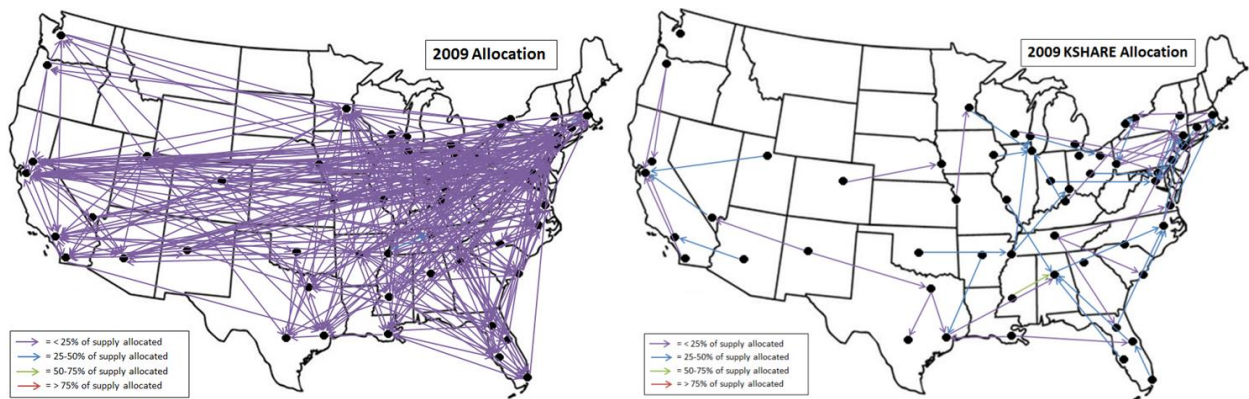 2009 Allocation
= < 25% of supply allocated
= 25-50% of supply allocated
= 50-75% of supply allocated
= > 75% of supply allocated
2009 KSHARE Allocation
= < 25% of supply allocated
= 25-50% of supply allocated
= 50-75% of supply allocated
= > 75% of supply allocated